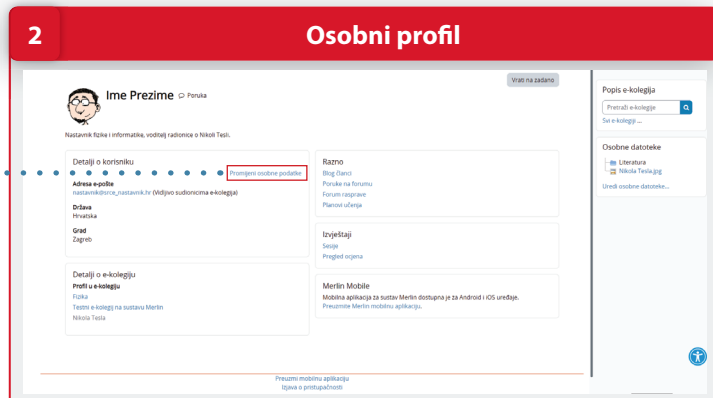 2
Osobni profil
Vrati na zadano
Ime Prezime Poruka
Nastavnik fizike i informatike, voditelj radionice o Nikoli Tesli.
Detalji o korisniku
Promijeni osobne podatke
Adresa e-pošte
nastavnik@srce_nastavnik.hr (Vidljivo sudionicima e-kolegija)
Država
Hrvatska
Grad
Zagreb
Detalji o e-kolegiju
Profil u e-kolegiju
Fizika
Testni e-kolegij na sustavu Merlin
Nikola Tesla
Razno
Blog članci
Poruke na forumu
Forum rasprave
Planovi učenja
Izvještaji
Sesije
Pregled ocjena
Merlin Mobile
Mobilna aplikacija za sustav Merlin dostupna je za Android i iOS uređaje.
Preuzmite Merlin mobilnu aplikaciju.
Popis e-kolegija
Pretraži e-kolegije
Svi e-kolegiji ...
Osobne datoteke
Literatura
Nikola Tesla.jpg
Uredi osobne datoteke...
Preuzmi mobilnu aplikaciju
Izjava o pristupačnosti